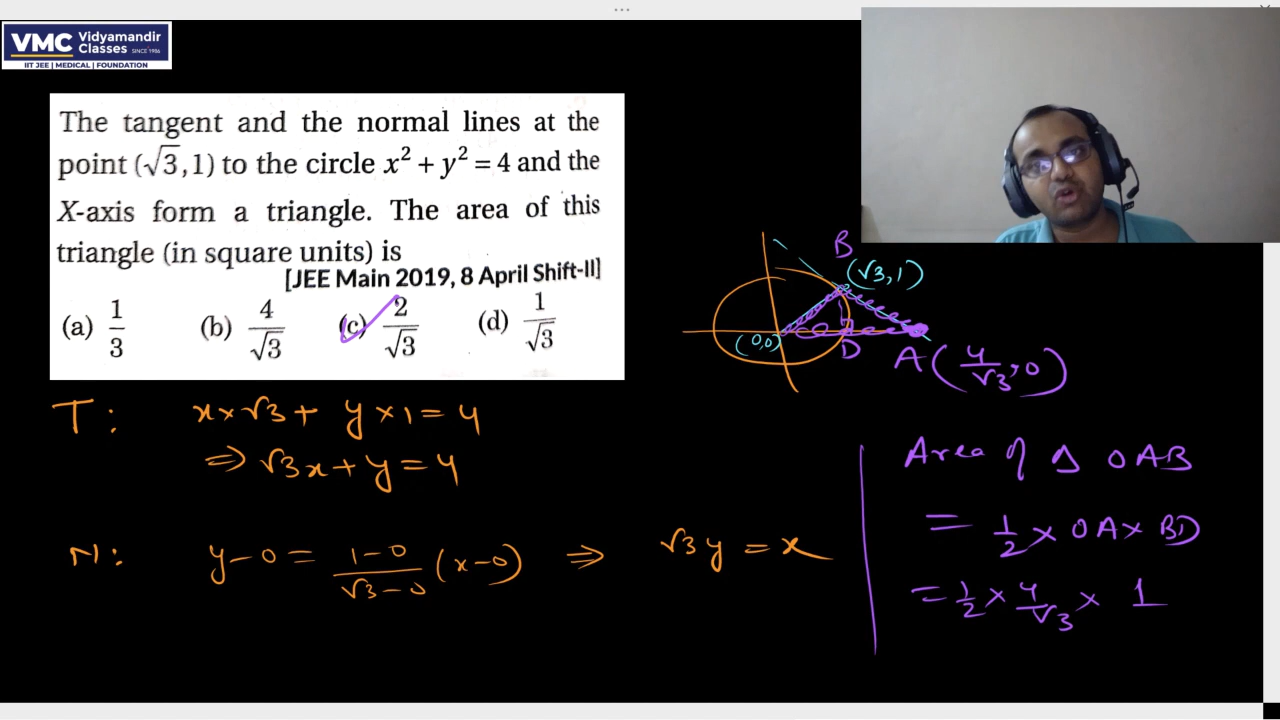 VMC Vidyamandir Classes SINCE 1986
IIT JEE | MEDICAL | FOUNDATION
The tangent and the normal lines at the
point (√3, 1) to the circle x² + y² = 4 and the
X-axis form a triangle. The area of this
triangle (in square units) is
[JEE Main 2019, 8 April Shift-II]
(a) 1/3 (b) 4/√3 (c) 2/√3 (d) 1/√3
B
(√3, 1)
(0,0)
D
A (4/√3, 0)
T: x×√3 + y×1 = 4
⇒ √3x + y = 4
N: y-0 = (1-0)/(√3-0) (x-0) ⇒ √3y = x
Area of Δ OAB
= 1/2 × OA × BD
= 1/2 × 4/√3 × 1